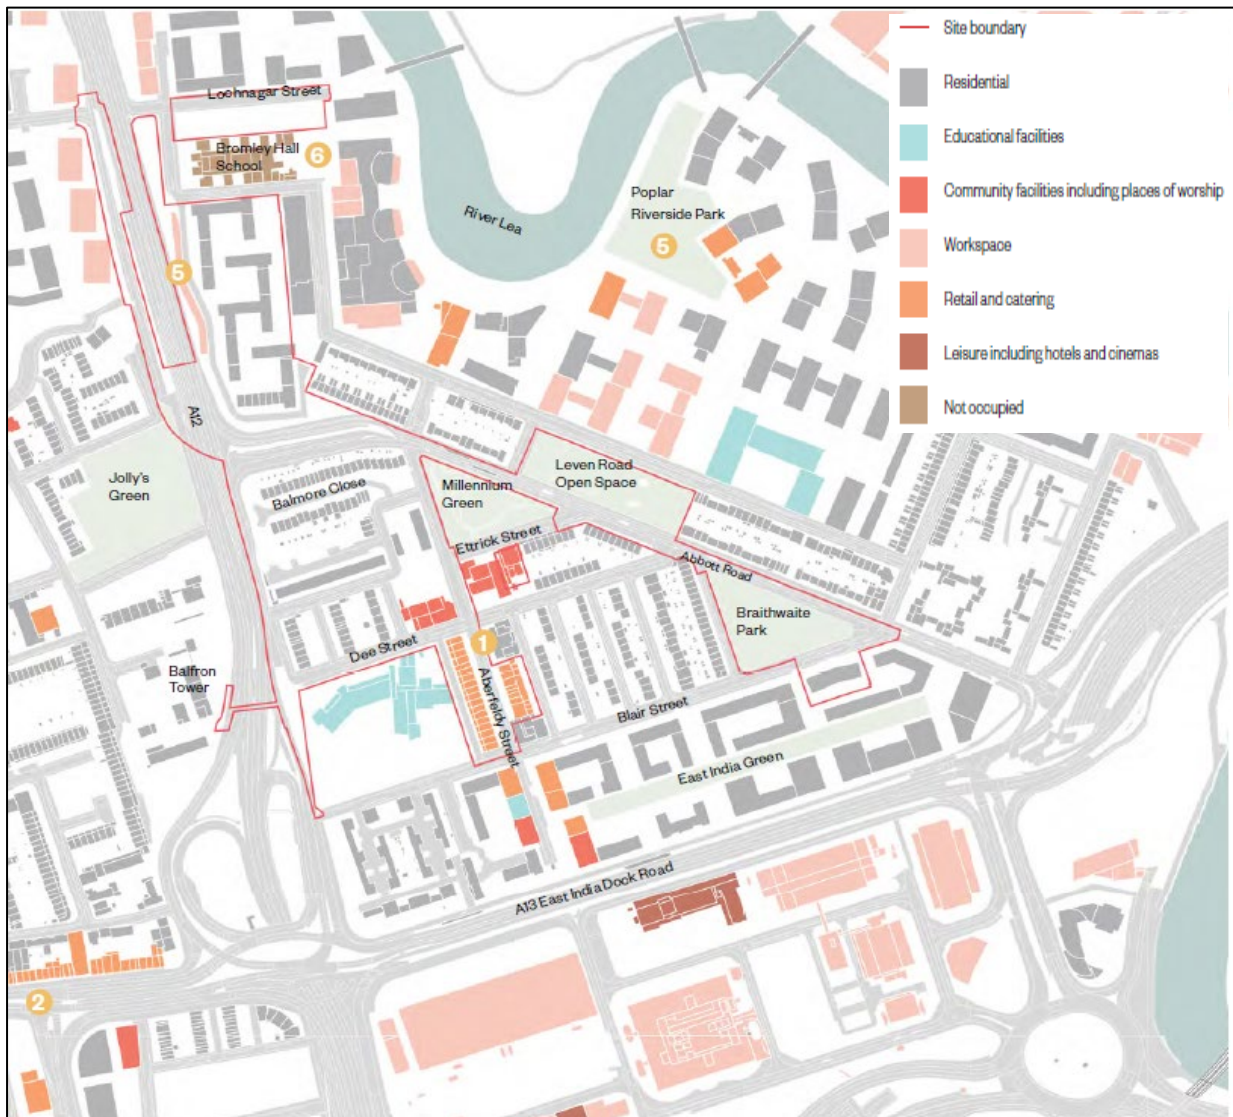 Site boundary
Residential
Educational facilities
Community facilities including places of worship
Workspace
Retail and catering
Leisure including hotels and cinemas
Not occupied
Lochnagar Street
Bromley Hall
School
6
River Lea
Poplar
Riverside Park
5
5
A12
Jolly's
Green
Balmore Close
Millennium
Green
Leven Road
Open Space
Ettrick Street
Abbott Road
Braithwaite
Park
Dee Street
1
Balfron
Tower
Aberfeldy Street
Blair Street
East India Green
A13 East India Dock Road
2